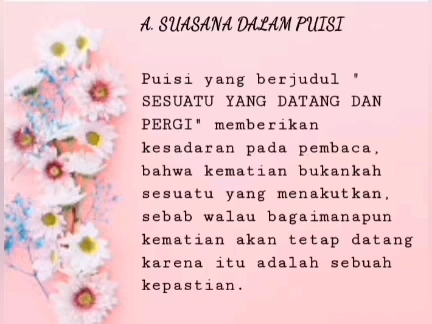 A. SUASANA DALAM PUISI
Puisi yang berjudul "
SESUATU YANG DATANG DAN
PERGI" memberikan
kesadaran pada pembaca,
bahwa kematian bukankah
sesuatu yang menakutkan,
sebab walau bagaimanapun
kematian akan tetap datang
karena itu adalah sebuah
kepastian.